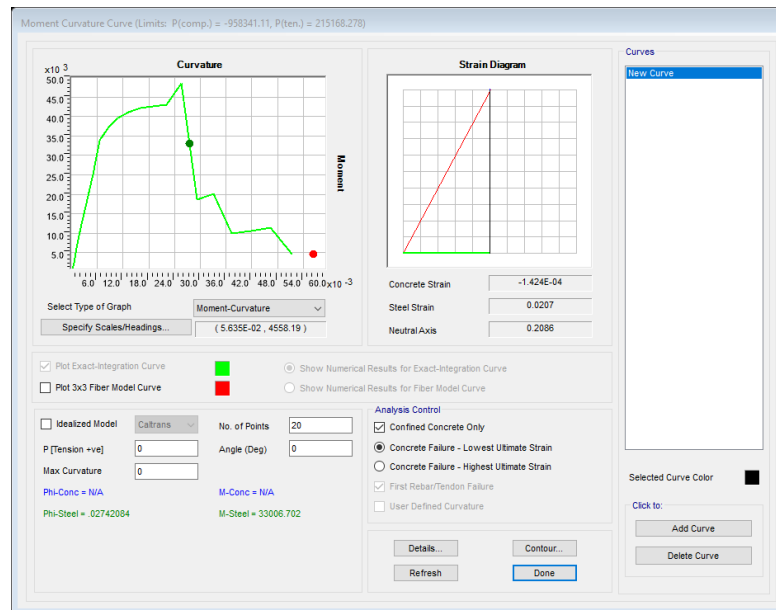 Moment Curvature Curve (Limits: P(comp.) = -958341.11, P(ten.) = 215168.278)
Curves
Curvature
Strain Diagram
x10 3
New Curve
50.0
45.0
40.0
35.0
30.0
25.0
20.0
15.0
10.0
5.0
Moment
6.0 12.0 18.0 24.0 30.0 36.0 42.0 48.0 54.0 60.0 x10 -3
Concrete Strain -1.424E-04
Select Type of Graph Moment-Curvature
Steel Strain 0.0207
Specify Scales/Headings... ( 5.635E-02 , 4558.19 )
Neutral Axis 0.2086
Plot Exact-Integration Curve
Show Numerical Results for Exact-Integration Curve
Plot 3x3 Fiber Model Curve
Show Numerical Results for Fiber Model Curve
Analysis Control
Idealized Model Caltrans No. of Points 20
Confined Concrete Only
P [Tension +ve] 0 Angle (Deg) 0
Concrete Failure - Lowest Ultimate Strain
Max Curvature 0
Concrete Failure - Highest Ultimate Strain
Selected Curve Color
Phi-Conc = N/A M-Conc = N/A
First Rebar/Tendon Failure
Phi-Steel = .02742084 M-Steel = 33006.702
User Defined Curvature
Click to:
Add Curve
Details... Contour...
Delete Curve
Refresh Done